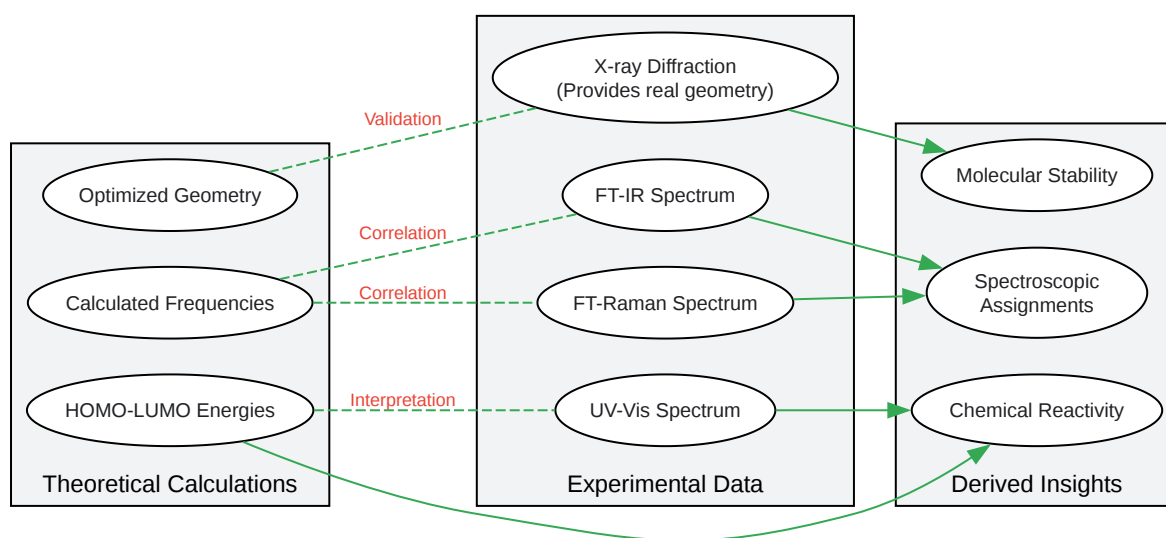 X-ray Diffraction
(Provides real geometry)
Validation
Optimized Geometry
FT-IR Spectrum
Molecular Stability
Correlation
Calculated Frequencies
Correlation
FT-Raman Spectrum
Spectroscopic
Assignments
HOMO-LUMO Energies
Interpretation
UV-Vis Spectrum
Chemical Reactivity
Theoretical Calculations
Experimental Data
Derived Insights